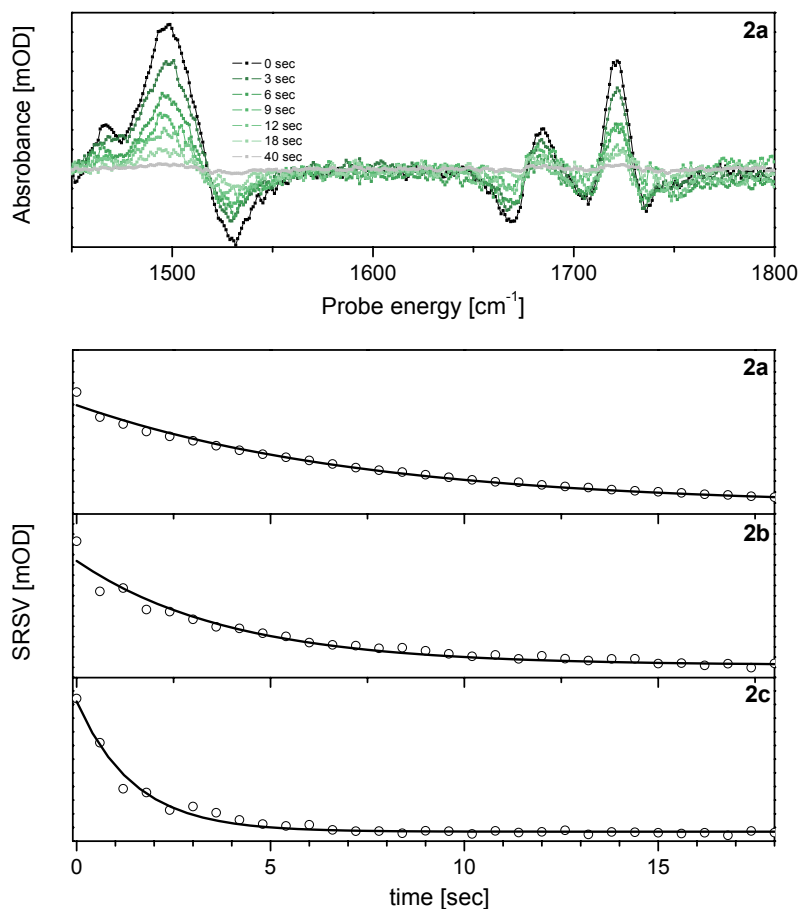 2a
Absrobance [mOD]
0 sec
3 sec
6 sec
9 sec
12 sec
18 sec
40 sec
1500
1600
1700
1800
Probe energy [cm⁻¹]
2a
2b
2c
SRSV [mOD]
0
5
10
15
time [sec]